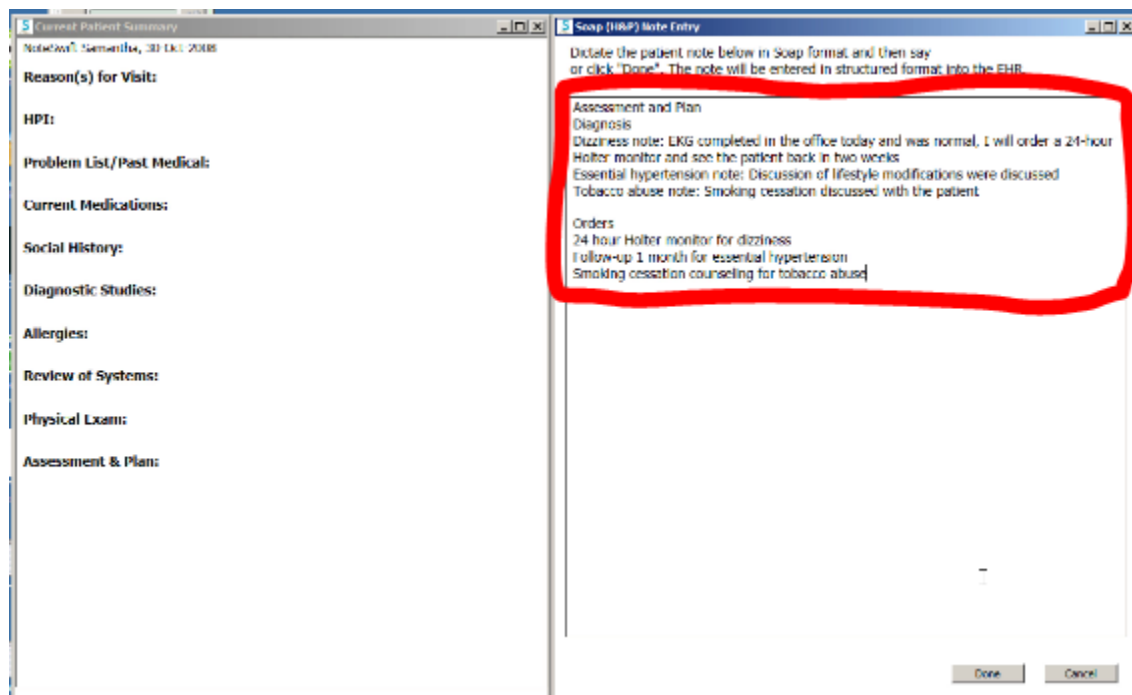 Current Patient Summary
NoteSwift Samantha, 30 Oct 2008
Reason(s) for Visit:
HPI:
Problem List/Past Medical:
Current Medications:
Social History:
Diagnostic Studies:
Allergies:
Review of Systems:
Physical Exam:
Assessment & Plan:
Soap (H&P) Note Entry
Dictate the patient note below in Soap format and then say
or click "Done". The note will be entered in structured format into the EHR.
Assessment and Plan
Diagnosis
Dizziness note: EKG completed in the office today and was normal, I will order a 24-hour
Holter monitor and see the patient back in two weeks
Essential hypertension note: Discussion of lifestyle modifications were discussed
Tobacco abuse note: Smoking cessation discussed with the patient
Orders
24 hour Holter monitor for dizziness
Follow-up 1 month for essential hypertension
Smoking cessation counseling for tobacco abuse
Done
Cancel